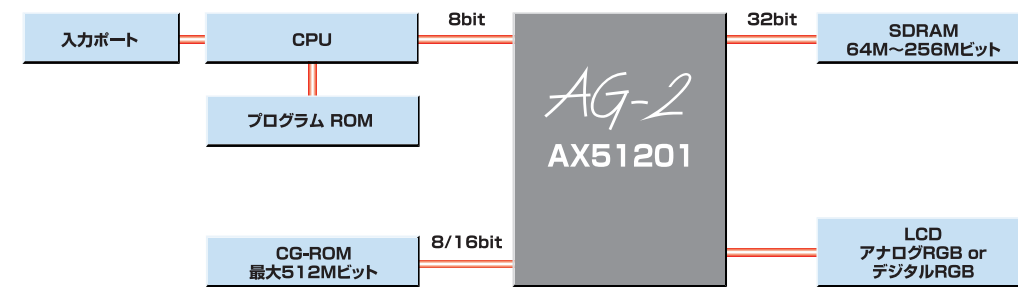 入力ポート
CPU
8bit
32bit
SDRAM
64M～256Mビット
プログラム ROM
AG-2
AX51201
CG-ROM
最大512Mビット
8/16bit
LCD
アナログRGB or
デジタルRGB